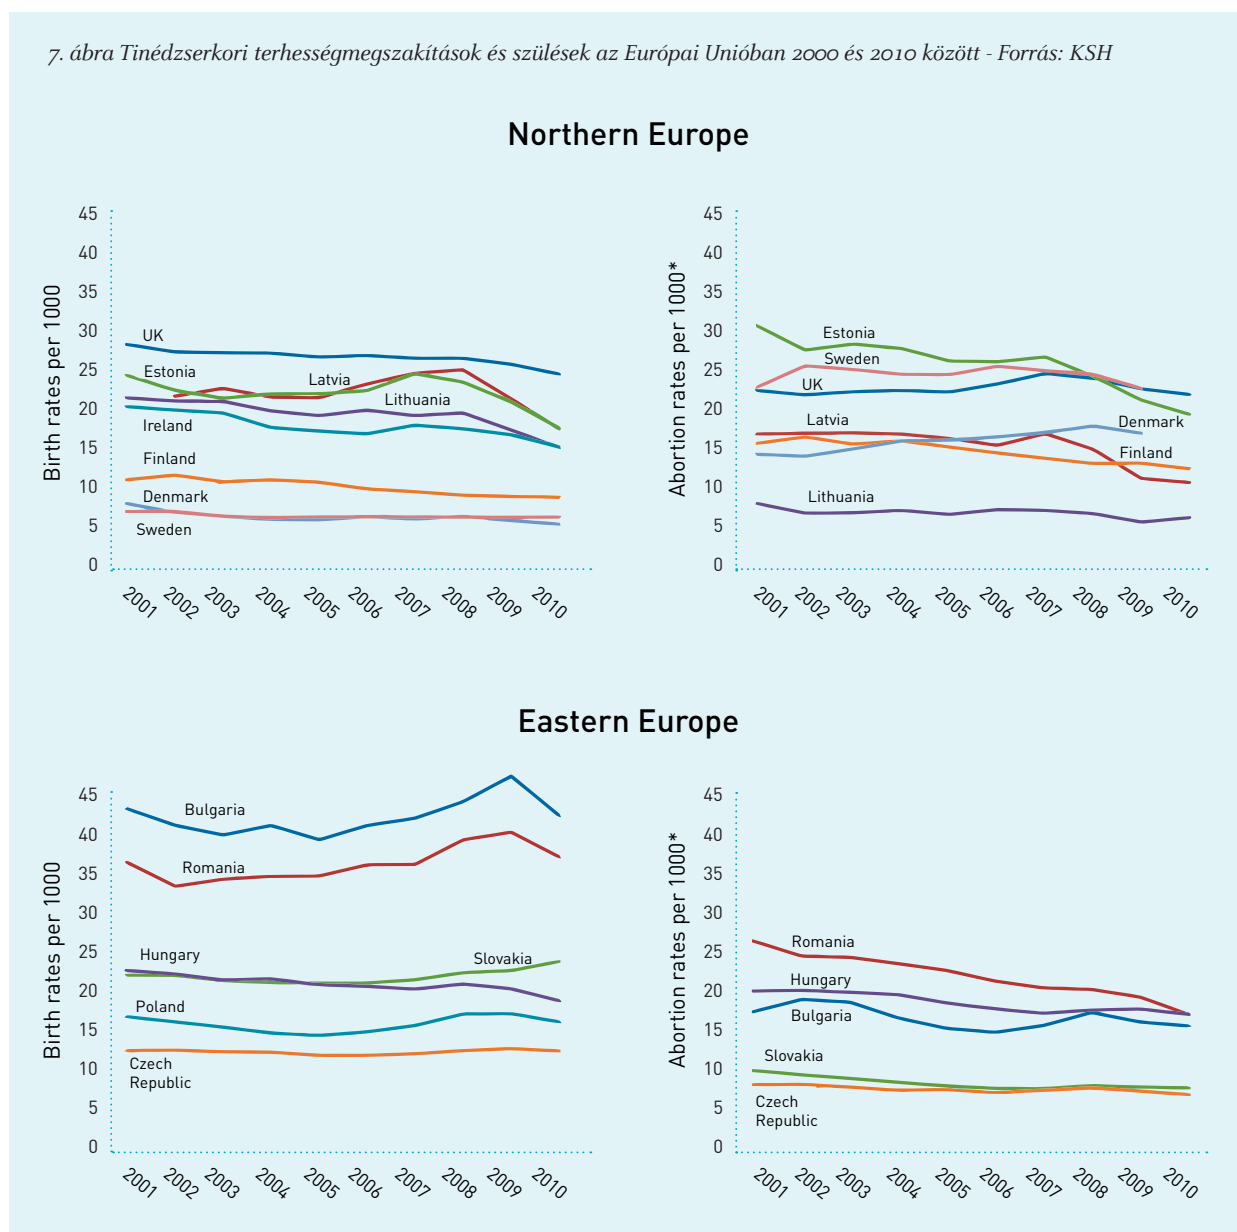 7. ábra Tinédzserkori terhességmegszakítások és szülések az Európai Unióban 2000 és 2010 között - Forrás: KSH
Northern Europe
Birth rates per 1000
45
40
35
30
25
20
15
10
5
0
UK
Estonia
Latvia
Lithuania
Ireland
Finland
Denmark
Sweden
2001 2002 2003 2004 2005 2006 2007 2008 2009 2010
Abortion rates per 1000*
45
40
35
30
25
20
15
10
5
0
Estonia
Sweden
UK
Latvia
Denmark
Finland
Lithuania
2001 2002 2003 2004 2005 2006 2007 2008 2009 2010
Eastern Europe
Birth rates per 1000
45
40
35
30
25
20
15
10
5
0
Bulgaria
Romania
Hungary
Slovakia
Poland
Czech
Republic
2001 2002 2003 2004 2005 2006 2007 2008 2009 2010
Abortion rates per 1000*
45
40
35
30
25
20
15
10
5
0
Romania
Hungary
Bulgaria
Slovakia
Czech
Republic
2001 2002 2003 2004 2005 2006 2007 2008 2009 2010